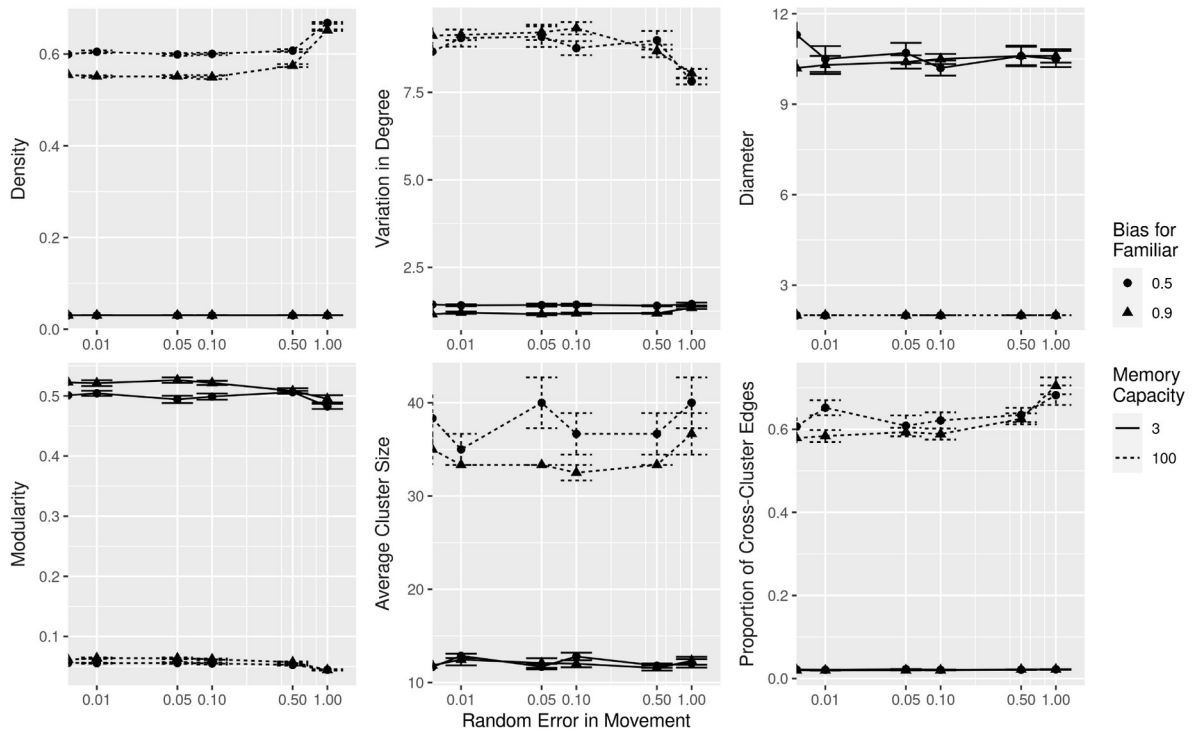 Density
0.6
0.4
0.2
0.0
0.01 0.05 0.10 0.50 1.00
Variation in Degree
7.5
5.0
2.5
0.01 0.05 0.10 0.50 1.00
Diameter
12
9
6
3
0.01 0.05 0.10 0.50 1.00
Modularity
0.5
0.4
0.3
0.2
0.1
0.01 0.05 0.10 0.50 1.00
Average Cluster Size
40
30
20
10
0.01 0.05 0.10 0.50 1.00
Proportion of Cross-Cluster Edges
0.6
0.4
0.2
0.0
0.01 0.05 0.10 0.50 1.00
Random Error in Movement
Bias for
Familiar
0.5
0.9
Memory
Capacity
3
100